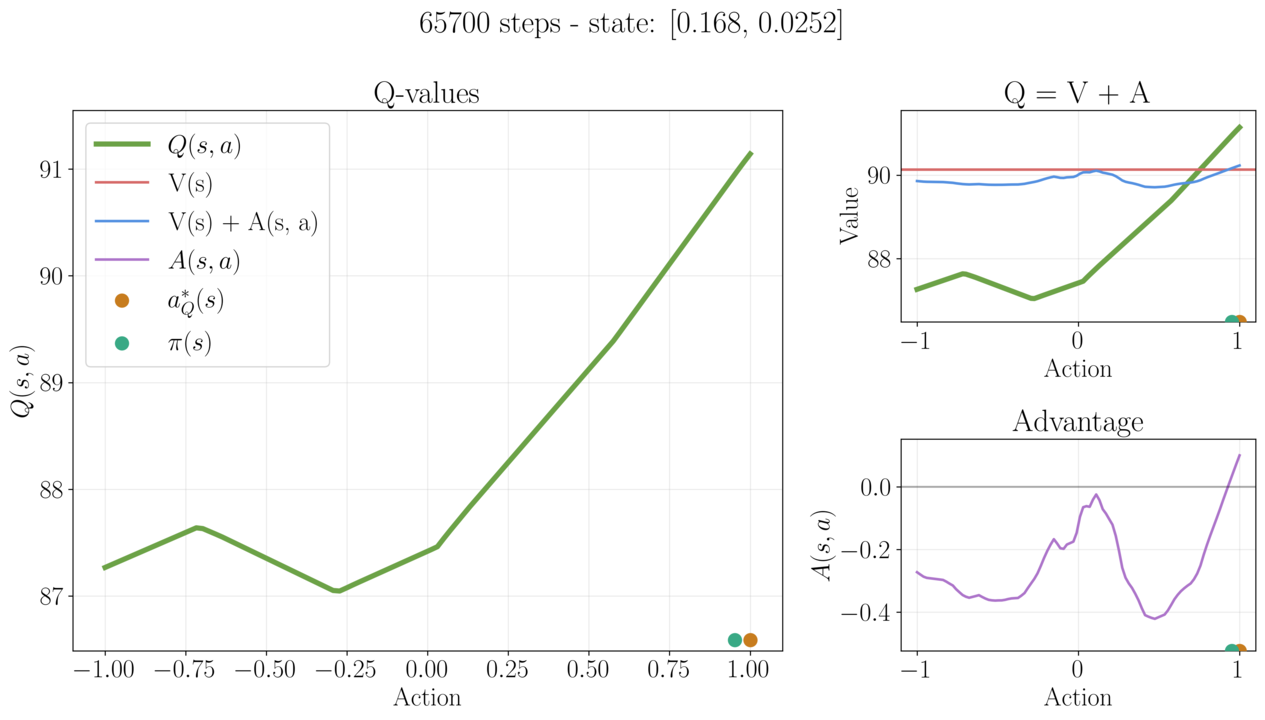 65700 steps - state: [0.168, 0.0252]
Q-values
Q(s, a)
V(s)
V(s) + A(s, a)
A(s, a)
a*Q(s)
π(s)
Q(s, a)
91
90
89
88
87
−1.00 −0.75 −0.50 −0.25 0.00 0.25 0.50 0.75 1.00
Action
Q = V + A
Value
90
88
−1 0 1
Action
Advantage
A(s, a)
0.0
−0.2
−0.4
−1 0 1
Action